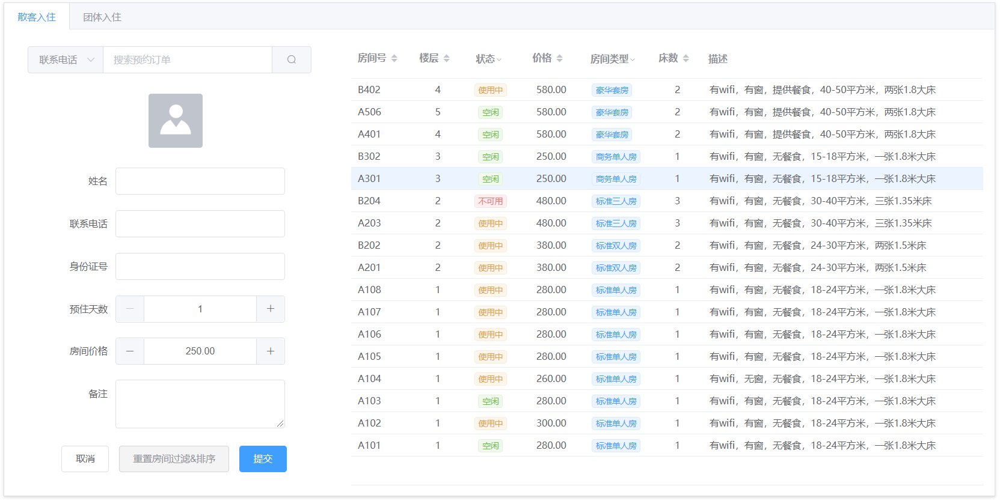 散客入住 团体入住
联系电话 搜索预约订单
姓名
联系电话
身份证号
预住天数 1
房间价格 250.00
备注
取消 重置房间过滤&排序 提交
房间号 楼层 状态 价格 房间类型 床数 描述
B402 4 使用中 580.00 豪华套房 2 有wifi，有窗，提供餐食，40-50平方米，两张1.8大床
A506 5 空闲 580.00 豪华套房 2 有wifi，有窗，提供餐食，40-50平方米，两张1.8大床
A401 4 空闲 580.00 豪华套房 2 有wifi，有窗，提供餐食，40-50平方米，两张1.8大床
B302 3 空闲 250.00 商务单人房 1 有wifi，有窗，无餐食，15-18平方米，一张1.8米大床
A301 3 空闲 250.00 商务单人房 1 有wifi，有窗，无餐食，15-18平方米，一张1.8米大床
B204 2 不可用 480.00 标准三人房 3 有wifi，有窗，无餐食，30-40平方米，三张1.35米床
A203 2 使用中 480.00 标准三人房 3 有wifi，有窗，无餐食，30-40平方米，三张1.35米床
B202 2 使用中 380.00 标准双人房 2 有wifi，有窗，无餐食，24-30平方米，两张1.5米床
A201 2 使用中 380.00 标准双人房 2 有wifi，有窗，无餐食，24-30平方米，两张1.5米床
A108 1 使用中 280.00 标准单人房 1 有wifi，有窗，无餐食，18-24平方米，一张1.8米大床
A107 1 使用中 280.00 标准单人房 1 有wifi，有窗，无餐食，18-24平方米，一张1.8米大床
A106 1 使用中 280.00 标准单人房 1 有wifi，有窗，无餐食，18-24平方米，一张1.8米大床
A105 1 使用中 280.00 标准单人房 1 有wifi，有窗，无餐食，18-24平方米，一张1.8米大床
A104 1 使用中 260.00 标准单人房 1 有wifi，无窗，无餐食，18-24平方米，一张1.8米大床
A103 1 空闲 280.00 标准单人房 1 有wifi，有窗，无餐食，18-24平方米，一张1.8米大床
A102 1 使用中 300.00 标准单人房 1 有wifi，有窗，无餐食，18-24平方米，一张1.8米大床
A101 1 空闲 280.00 标准单人房 1 有wifi，有窗，无餐食，18-24平方米，一张1.8米大床